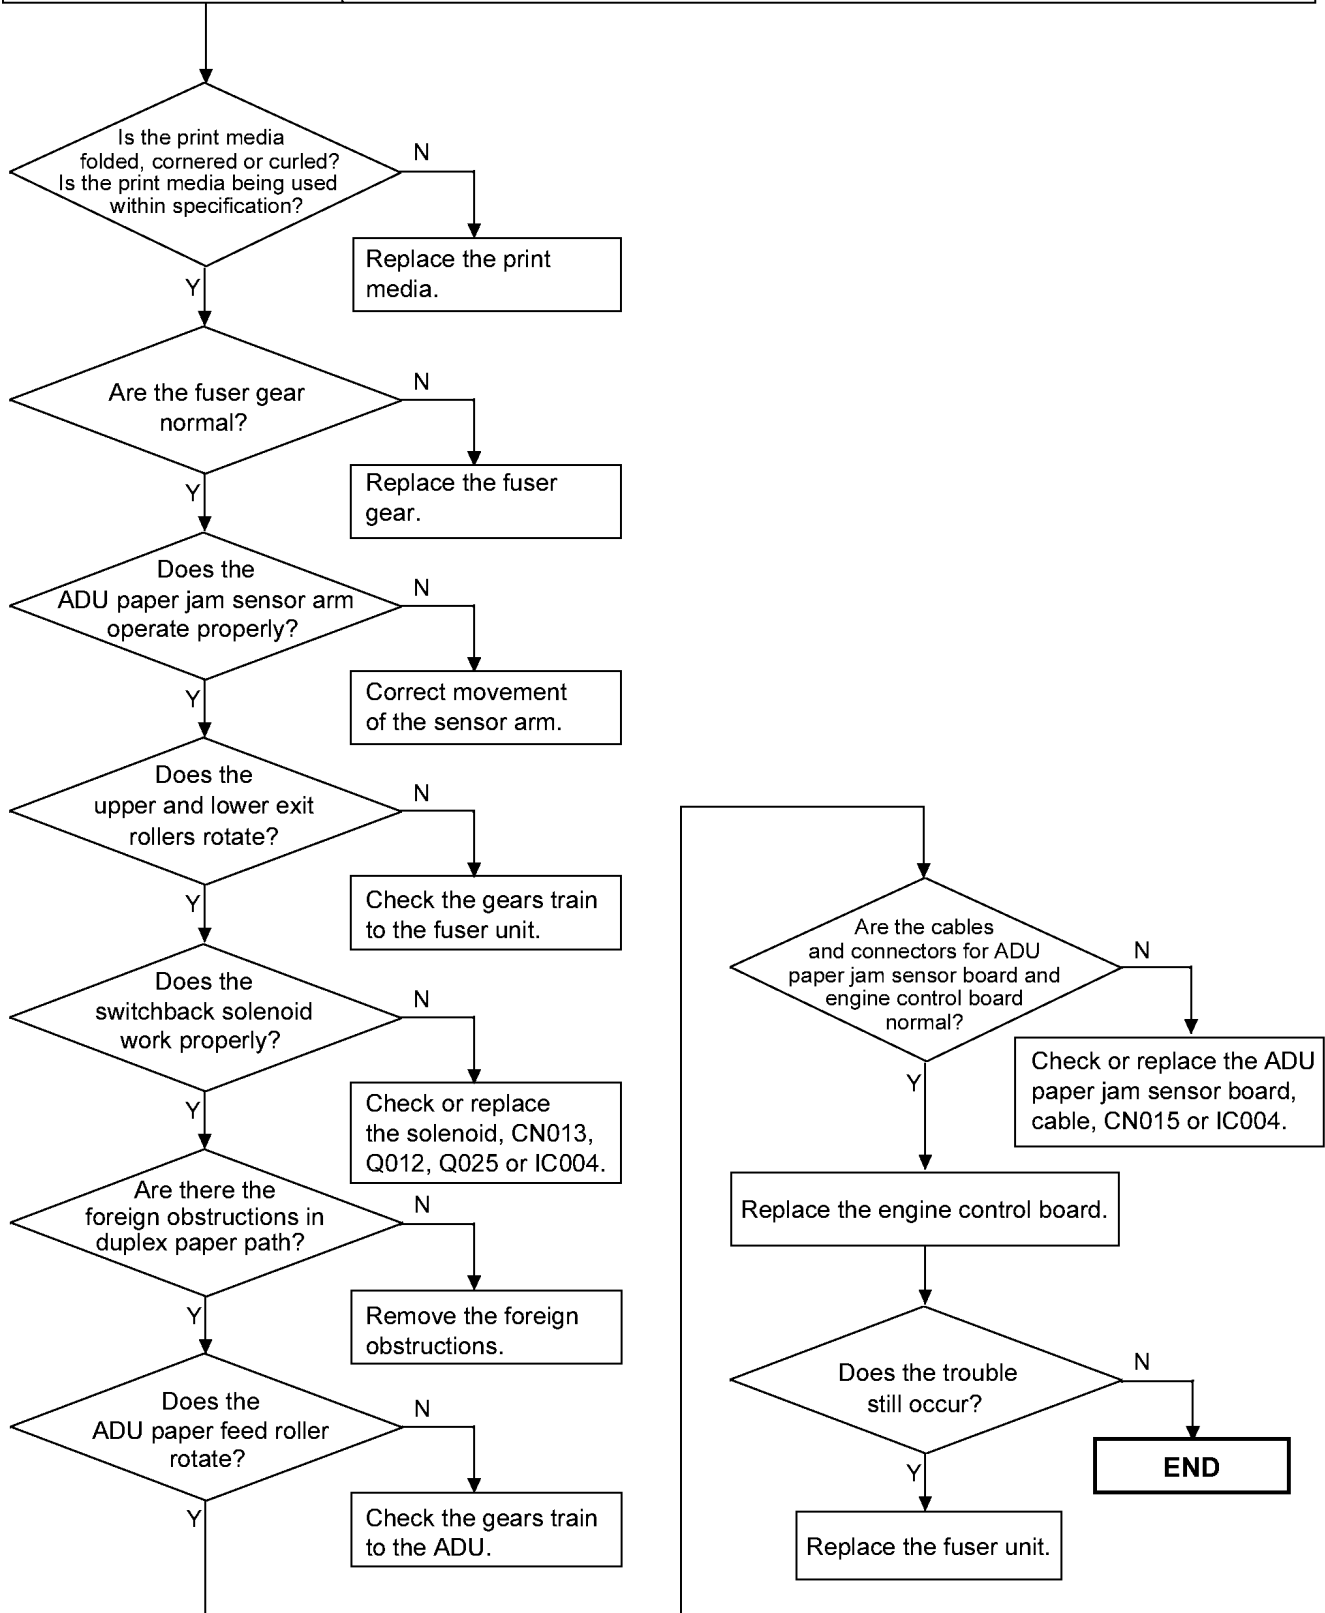 Is the print media
folded, cornered or curled?
Is the print media being used
within specification?
N
Replace the print
media.
Y
Are the fuser gear
normal?
N
Replace the fuser
gear.
Y
Does the
ADU paper jam sensor arm
operate properly?
N
Correct movement
of the sensor arm.
Y
Does the
upper and lower exit
rollers rotate?
N
Check the gears train
to the fuser unit.
Y
Does the
switchback solenoid
work properly?
N
Check or replace
the solenoid, CN013,
Q012, Q025 or IC004.
Y
Are there the
foreign obstructions in
duplex paper path?
N
Remove the foreign
obstructions.
Y
Does the
ADU paper feed roller
rotate?
N
Check the gears train
to the ADU.
Y
Are the cables
and connectors for ADU
paper jam sensor board and
engine control board
normal?
N
Check or replace the ADU
paper jam sensor board,
cable, CN015 or IC004.
Y
Replace the engine control board.
Does the trouble
still occur?
N
END
Y
Replace the fuser unit.